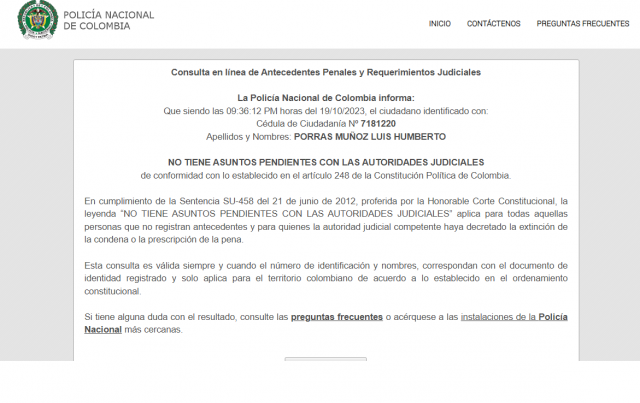 POLICÍA NACIONAL
DE COLOMBIA
INICIO CONTÁCTENOS PREGUNTAS FRECUENTES
Consulta en línea de Antecedentes Penales y Requerimientos Judiciales
La Policía Nacional de Colombia informa:
Que siendo las 09:36:12 PM horas del 19/10/2023, el ciudadano identificado con:
Cédula de Ciudadanía Nº 7181220
Apellidos y Nombres: PORRAS MUÑOZ LUIS HUMBERTO
NO TIENE ASUNTOS PENDIENTES CON LAS AUTORIDADES JUDICIALES
de conformidad con lo establecido en el artículo 248 de la Constitución Política de Colombia.
En cumplimiento de la Sentencia SU-458 del 21 de junio de 2012, proferida por la Honorable Corte Constitucional, la
leyenda “NO TIENE ASUNTOS PENDIENTES CON LAS AUTORIDADES JUDICIALES” aplica para todas aquellas
personas que no registran antecedentes y para quienes la autoridad judicial competente haya decretado la extinción de
la condena o la prescripción de la pena.
Esta consulta es válida siempre y cuando el número de identificación y nombres, correspondan con el documento de
identidad registrado y solo aplica para el territorio colombiano de acuerdo a lo establecido en el ordenamiento
constitucional.
Si tiene alguna duda con el resultado, consulte las preguntas frecuentes o acérquese a las instalaciones de la Policía
Nacional más cercanas.